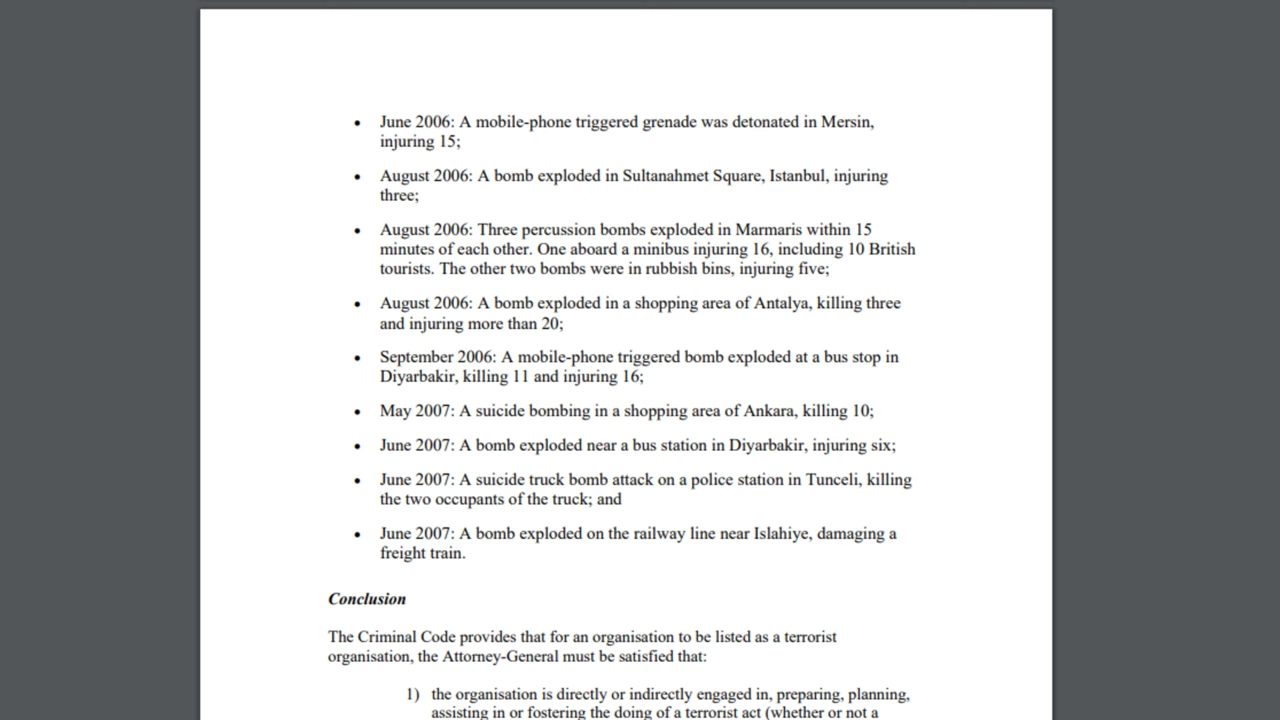 • June 2006: A mobile-phone triggered grenade was detonated in Mersin,
injuring 15;
• August 2006: A bomb exploded in Sultanahmet Square, Istanbul, injuring
three;
• August 2006: Three percussion bombs exploded in Marmaris within 15
minutes of each other. One aboard a minibus injuring 16, including 10 British
tourists. The other two bombs were in rubbish bins, injuring five;
• August 2006: A bomb exploded in a shopping area of Antalya, killing three
and injuring more than 20;
• September 2006: A mobile-phone triggered bomb exploded at a bus stop in
Diyarbakir, killing 11 and injuring 16;
• May 2007: A suicide bombing in a shopping area of Ankara, killing 10;
• June 2007: A bomb exploded near a bus station in Diyarbakir, injuring six;
• June 2007: A suicide truck bomb attack on a police station in Tunceli, killing
the two occupants of the truck; and
• June 2007: A bomb exploded on the railway line near Islahiye, damaging a
freight train.
Conclusion
The Criminal Code provides that for an organisation to be listed as a terrorist
organisation, the Attorney-General must be satisfied that:
1) the organisation is directly or indirectly engaged in, preparing, planning,
assisting in or fostering the doing of a terrorist act (whether or not a